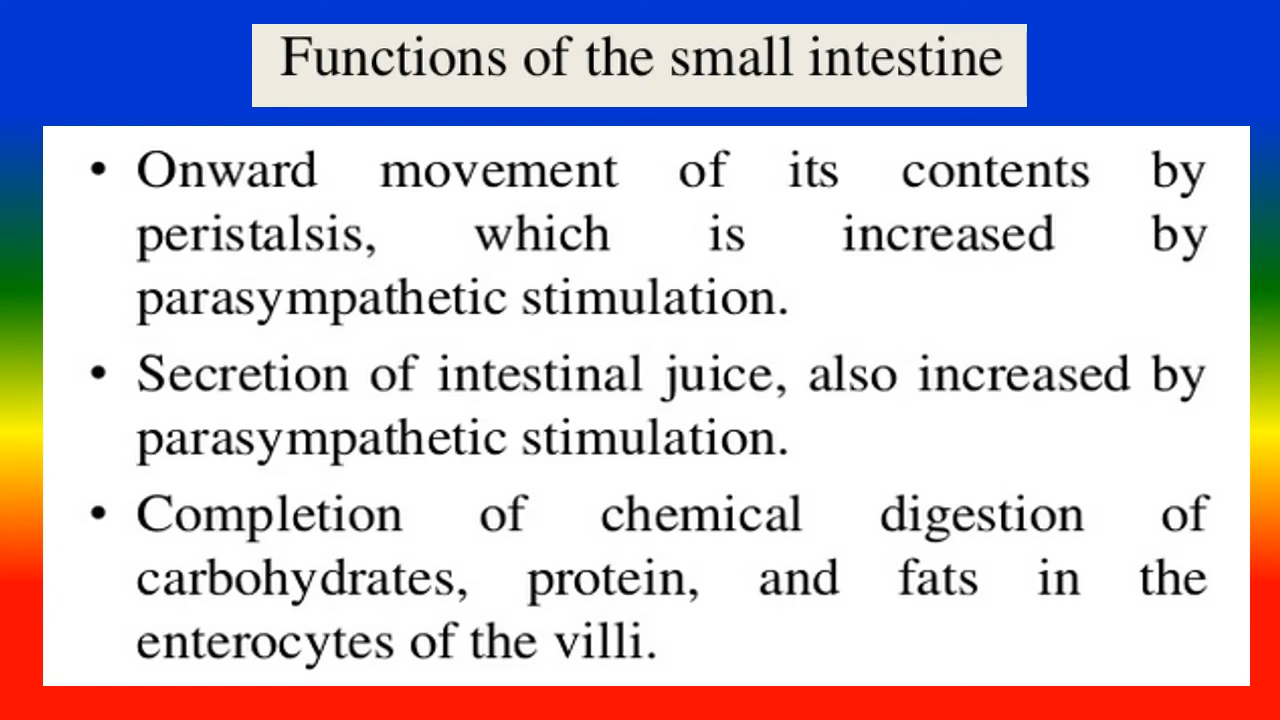 Functions of the small intestine
• Onward movement of its contents by
peristalsis, which is increased by
parasympathetic stimulation.
• Secretion of intestinal juice, also increased by
parasympathetic stimulation.
• Completion of chemical digestion of
carbohydrates, protein, and fats in the
enterocytes of the villi.